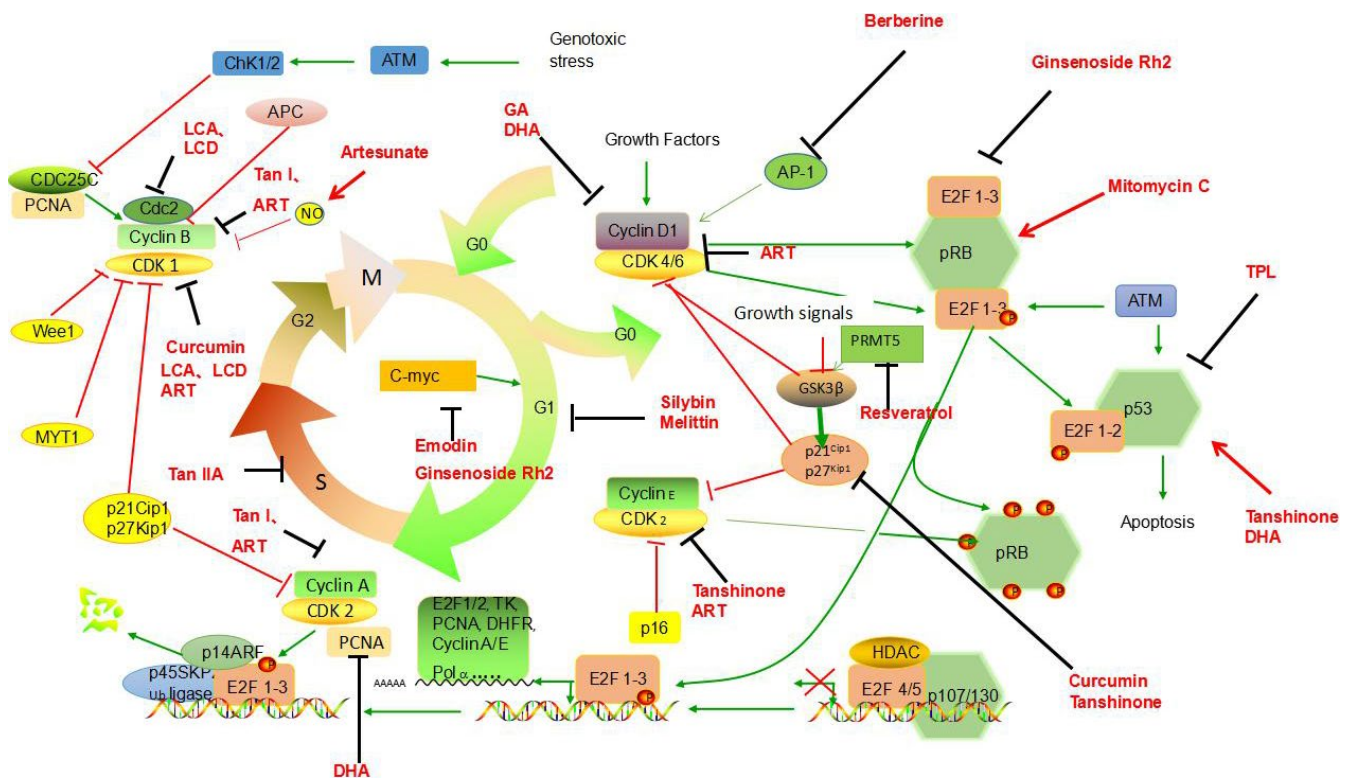 Berberine
Genotoxic
stress
ATM
ChK1/2
Ginsenoside Rh2
APC
GA
DHA
LCA、
LCD
Growth Factors
Artesunate
AP-1
CDC25C
PCNA
Tan I、
ART
NO
Cdc2
Cyclin B
CDK 1
E2F 1-3
Mitomycin C
Cyclin D1
CDK 4/6
G0
pRB
ART
M
TPL
E2F 1-3
P
ATM
G2
Growth signals
Wee1
G0
PRMT5
Curcumin
LCA、LCD
ART
C-myc
GSK3β
G1
Silybin
Melittin
Resveratrol
p53
E2F 1-2
P
MYT1
Emodin
Ginsenoside Rh2
p21Cip1
p27Kip1
Tan IIA
S
Cyclin E
CDK 2
p21Cip1
p27Kip1
Tan I、
ART
Apoptosis
Tanshinone
DHA
P
P
P
pRB
P
P
P
Cyclin A
CDK 2
Tanshinone
ART
E2F1/2, TK,
PCNA, DHFR,
CyclinA/E
Pol α.....
p16
PCNA
p14ARF
P
HDAC
p45SKP2
ub ligase
E2F 1-3
AAAAA
E2F 1-3
P
E2F 4/5
p107/130
Curcumin
Tanshinone
DHA